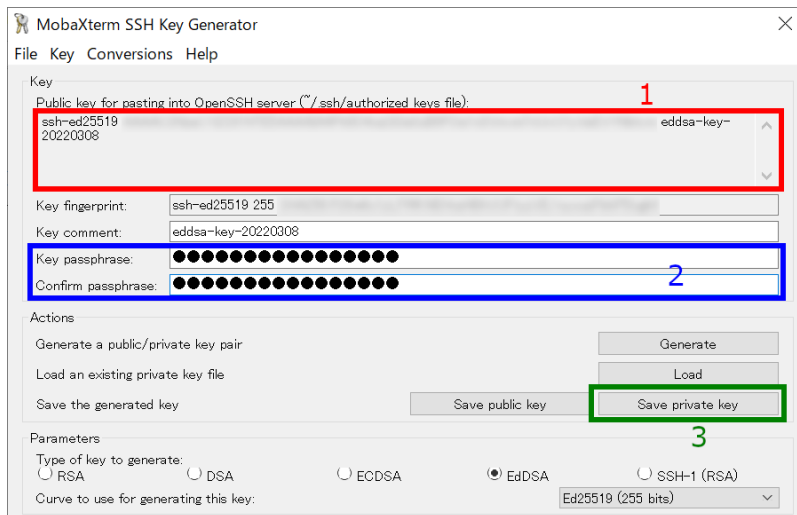 MobaXterm SSH Key Generator
File Key Conversions Help
Key
1
Public key for pasting into OpenSSH server (~/.ssh/authorized keys file):
ssh-ed25519 eddsa-key-
20220308
Key fingerprint: ssh-ed25519 255
Key comment: eddsa-key-20220308
Key passphrase: ●●●●●●●●●●●●●●●●
2
Confirm passphrase: ●●●●●●●●●●●●●●●●
Actions
Generate a public/private key pair Generate
Load an existing private key file Load
Save the generated key Save public key Save private key
3
Parameters
Type of key to generate:
RSA DSA ECDSA EdDSA SSH-1 (RSA)
Curve to use for generating this key: Ed25519 (255 bits)